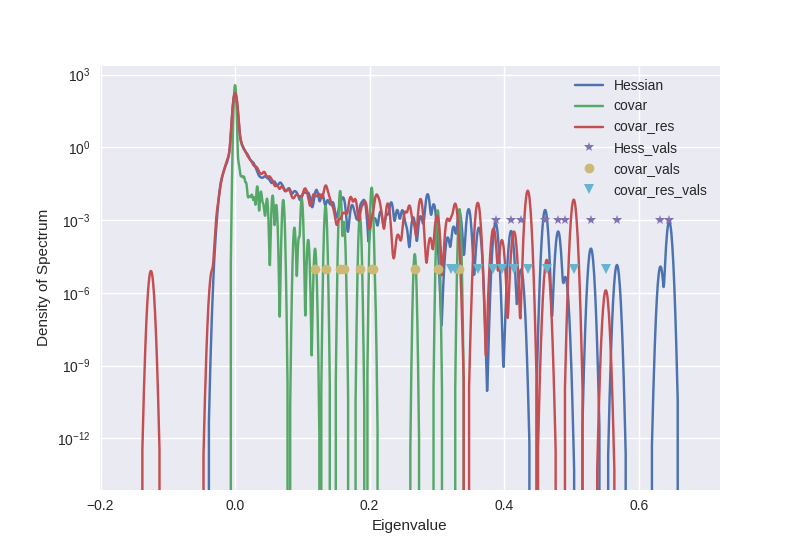 10^3
10^0
10^−3
10^−6
10^−9
10^−12
Density of Spectrum
Hessian
covar
covar_res
Hess_vals
covar_vals
covar_res_vals
−0.2 0.0 0.2 0.4 0.6
Eigenvalue